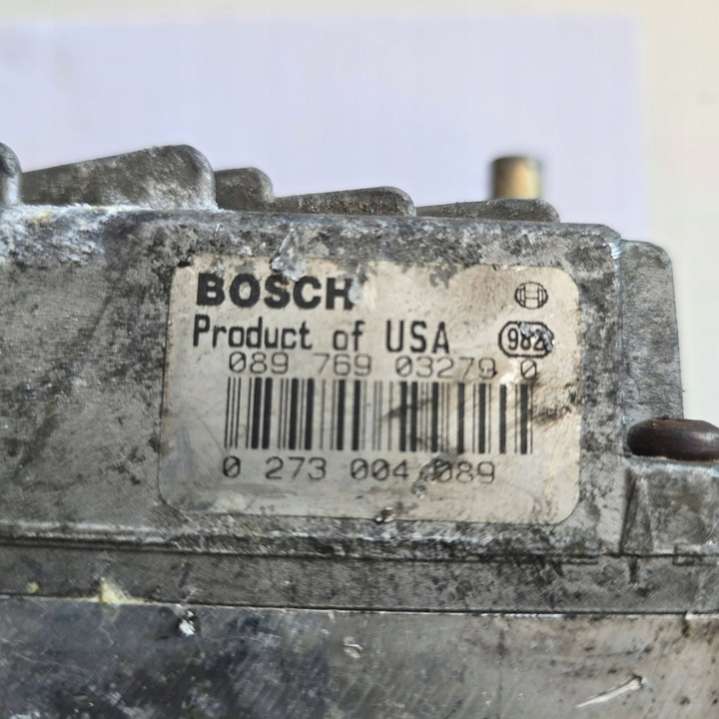 BOSCH
Product of USA 982
089 769 03279 0
0 273 004 089